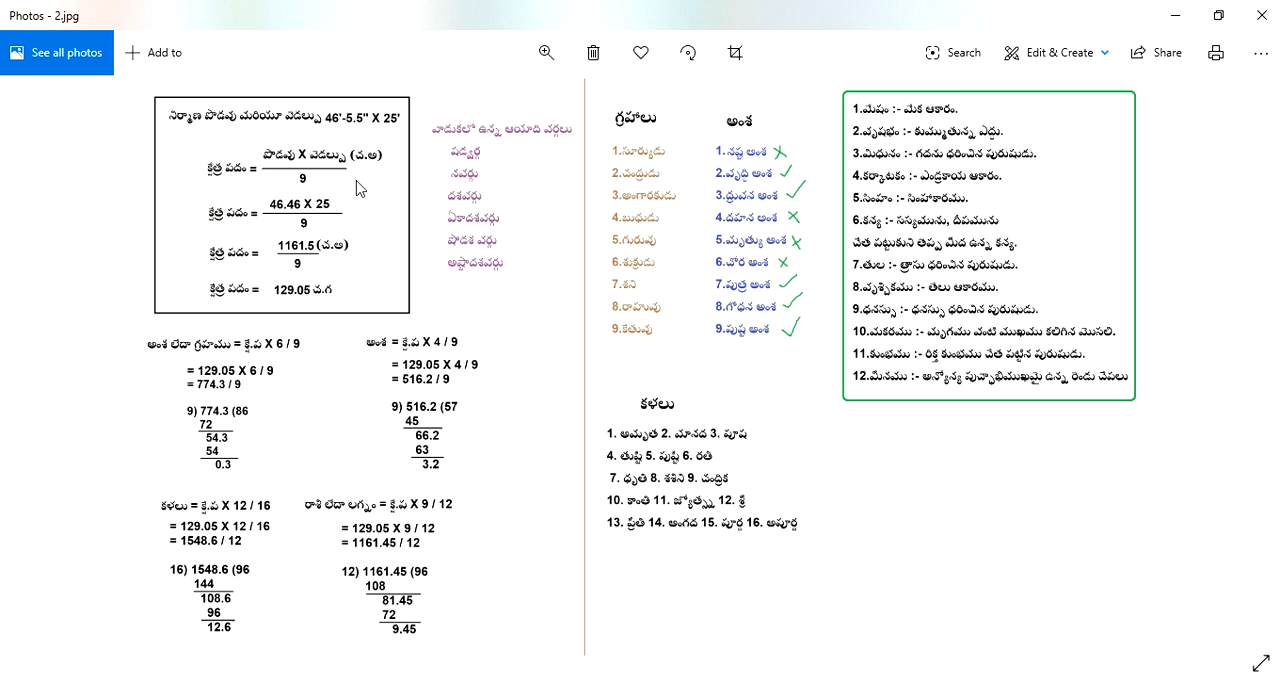 Photos - 2.jpg
See all photos
Add to
Search
Edit & Create
Share
నిర్మాణ పొడవు మరియూ వెడల్పు 46'-5.5" X 25'
క్షేత్ర పదం = పొడవు X వెడల్పు (చ.అ)
9
క్షేత్ర పదం = 46.46 X 25
9
క్షేత్ర పదం = 1161.5 (చ.అ)
9
క్షేత్ర పదం = 129.05 చ.గ
వాడుకలో ఉన్న ఆయాది వర్గలు
షద్వర్గ
నవర్గు
దశవర్గు
ఏకాదశవర్గు
షోడశ వర్గు
అష్టాదశవర్గు
అంశ లేదా గ్రహము = క్షే.ప X 6 / 9
= 129.05 X 6 / 9
= 774.3 / 9
9) 774.3 (86
72
54.3
54
0.3
అంశ = క్షే.ప X 4 / 9
= 129.05 X 4 / 9
= 516.2 / 9
9) 516.2 (57
45
66.2
63
3.2
కళలు = క్షే.ప X 12 / 16
= 129.05 X 12 / 16
= 1548.6 / 12
16) 1548.6 (96
144
108.6
96
12.6
రాశి లేదా లగ్నం = క్షే.ప X 9 / 12
= 129.05 X 9 / 12
= 1161.45 / 12
12) 1161.45 (96
108
81.45
72
9.45
గ్రహాలు
1.సూర్యుడు
2.చంద్రుడు
3.అంగారకుడు
4.బుధుడు
5.గురువు
6.శుక్రుడు
7.శని
8.రాహువు
9.కేతువు
అంశ
1.నష్ట అంశ
2.వృద్ధి అంశ
3.ద్రువన అంశ
4.దహన అంశ
5.మృత్యు అంశ
6.చోర అంశ
7.పుత్ర అంశ
8.గోధన అంశ
9.పుష్ట అంశ
కళలు
1. అమృత 2. మానద 3. పూష
4. తుష్టి 5. పుష్టి 6. రతి
7. ధృతి 8. శశిని 9. చంద్రిక
10. కాంతి 11. జ్యోత్స్న 12. శ్రీ
13. ప్రీతి 14. అంగద 15. పూర్ణ 16. అపూర్ణ
1.మేషం :- మేక ఆకారం.
2.వృషభం :- కుమ్ముతున్న ఎద్దు.
3.మిధునం :- గదను ధరించిన పురుషుడు.
4.కర్కాటకం :- ఎండ్రకాయ ఆకారం.
5.సింహం :- సింహాకారము.
6.కన్య :- సస్యమును, దీపమును
చేత పట్టుకుని తెప్ప మీద ఉన్న కన్య.
7.తుల :- త్రాసు ధరించిన పురుషుడు.
8.వృశ్చికము :- తేలు ఆకారము.
9.ధనస్సు :- ధనస్సు ధరించిన పురుషుడు.
10.మకరము :- మృగము వంటి ముఖము కలిగిన మొసలి.
11.కుంభము :- రిక్త కుంభము చేత పట్టిన పురుషుడు.
12.మీనము :- అన్యోన్య పుచ్ఛాభిముఖమై ఉన్న రెండు చేపలు